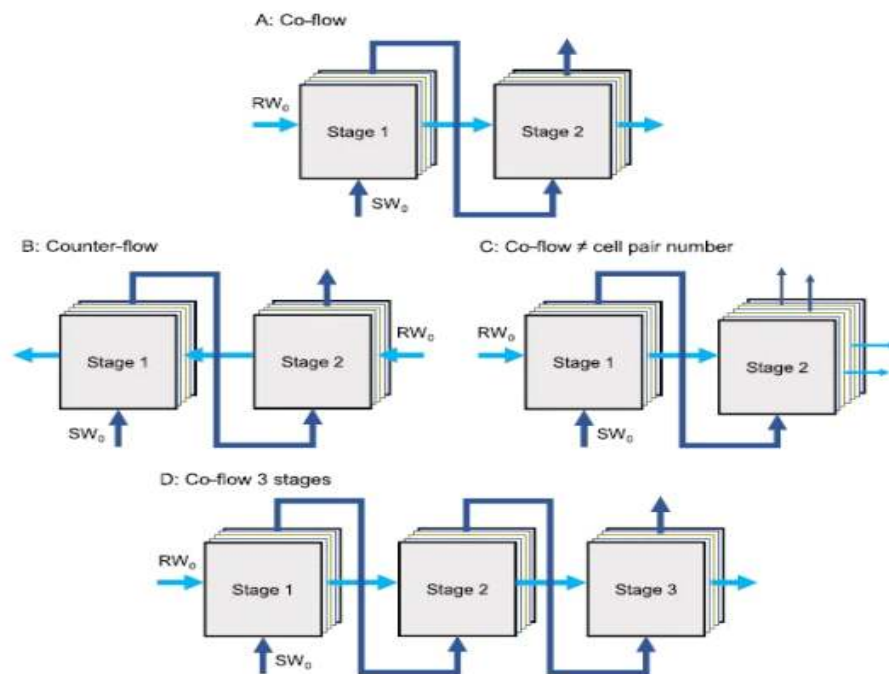 A: Co-flow
RW₀
Stage 1
Stage 2
SW₀
B: Counter-flow
Stage 1
Stage 2
RW₀
SW₀
C: Co-flow ≠ cell pair number
RW₀
Stage 1
Stage 2
SW₀
D: Co-flow 3 stages
RW₀
Stage 1
Stage 2
Stage 3
SW₀